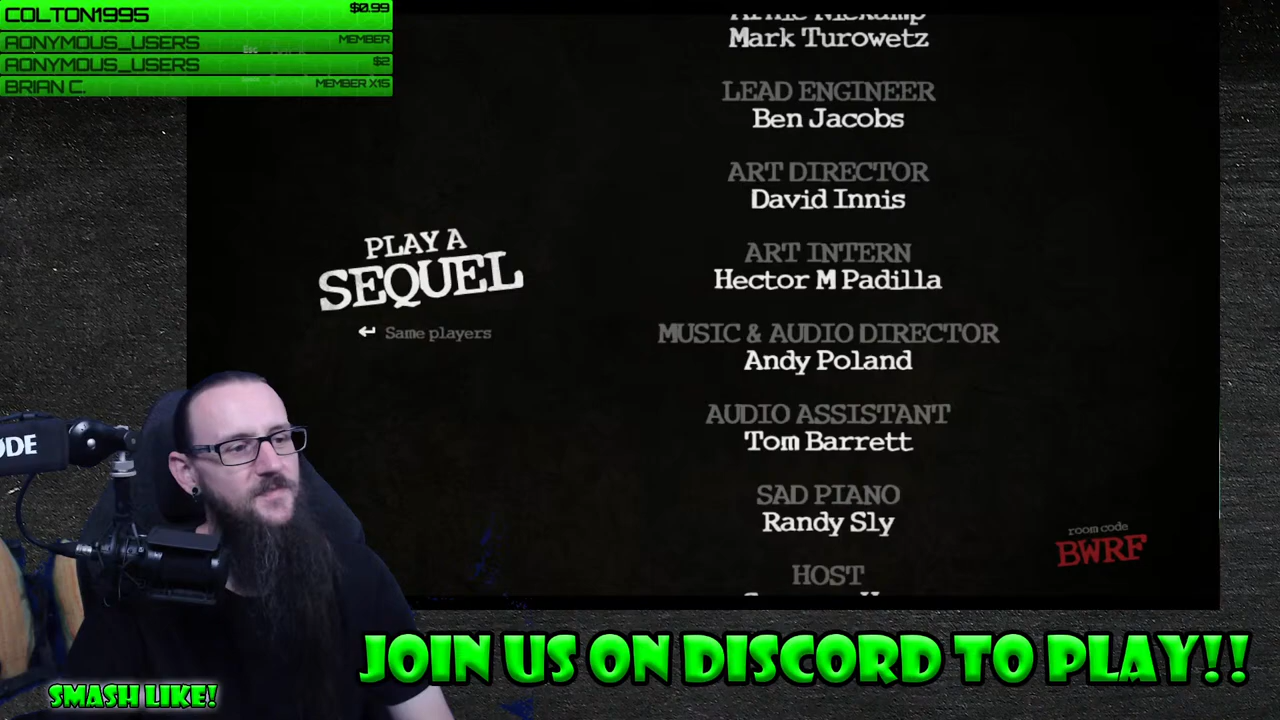 COLTON1995 $0.99
AONYMOUS_USERS MEMBER
AONYMOUS_USERS $2
BRIAN C. MEMBER X15
Esc
Mark Turowetz
LEAD ENGINEER
Ben Jacobs
ART DIRECTOR
David Innis
ART INTERN
Hector M Padilla
MUSIC & AUDIO DIRECTOR
Andy Poland
AUDIO ASSISTANT
Tom Barrett
SAD PIANO
Randy Sly
HOST
PLAY A
SEQUEL
Same players
room code
BWRF
ODE
JOIN US ON DISCORD TO PLAY!!
SMASH LIKE!